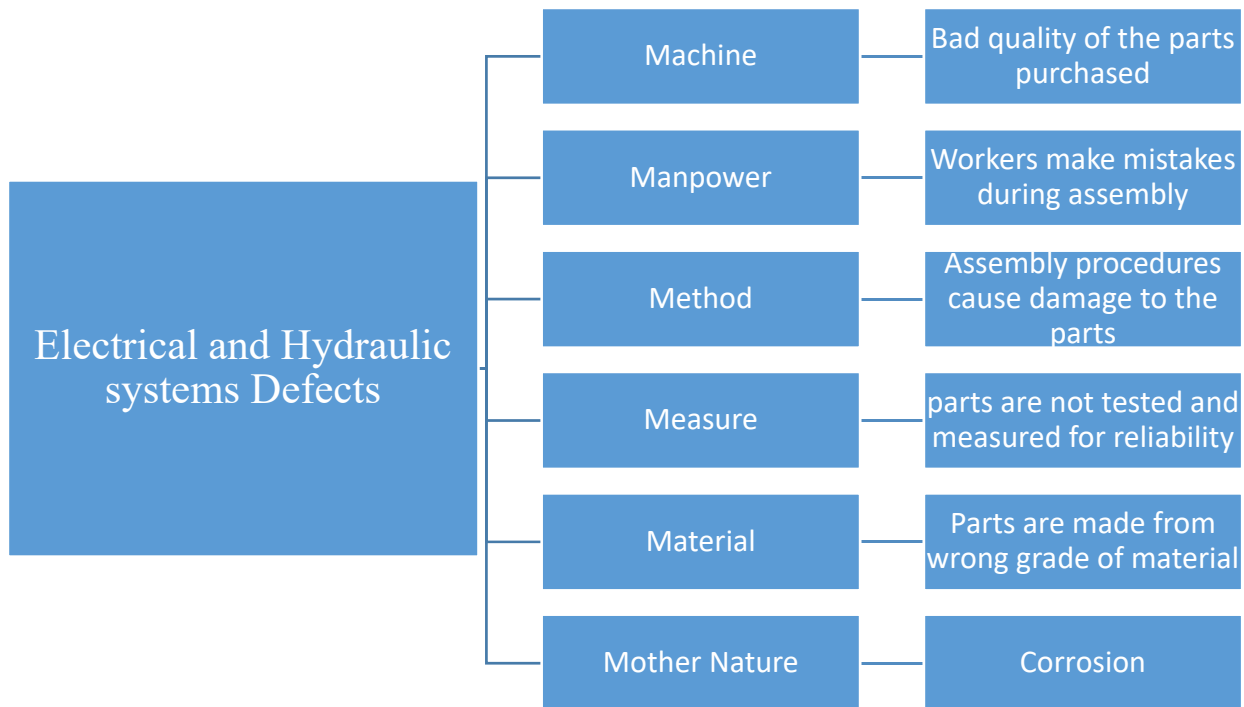 Machine
Bad quality of the parts
purchased
Manpower
Workers make mistakes
during assembly
Method
Assembly procedures
cause damage to the
parts
Electrical and Hydraulic
systems Defects
Measure
parts are not tested and
measured for reliability
Material
Parts are made from
wrong grade of material
Mother Nature
Corrosion